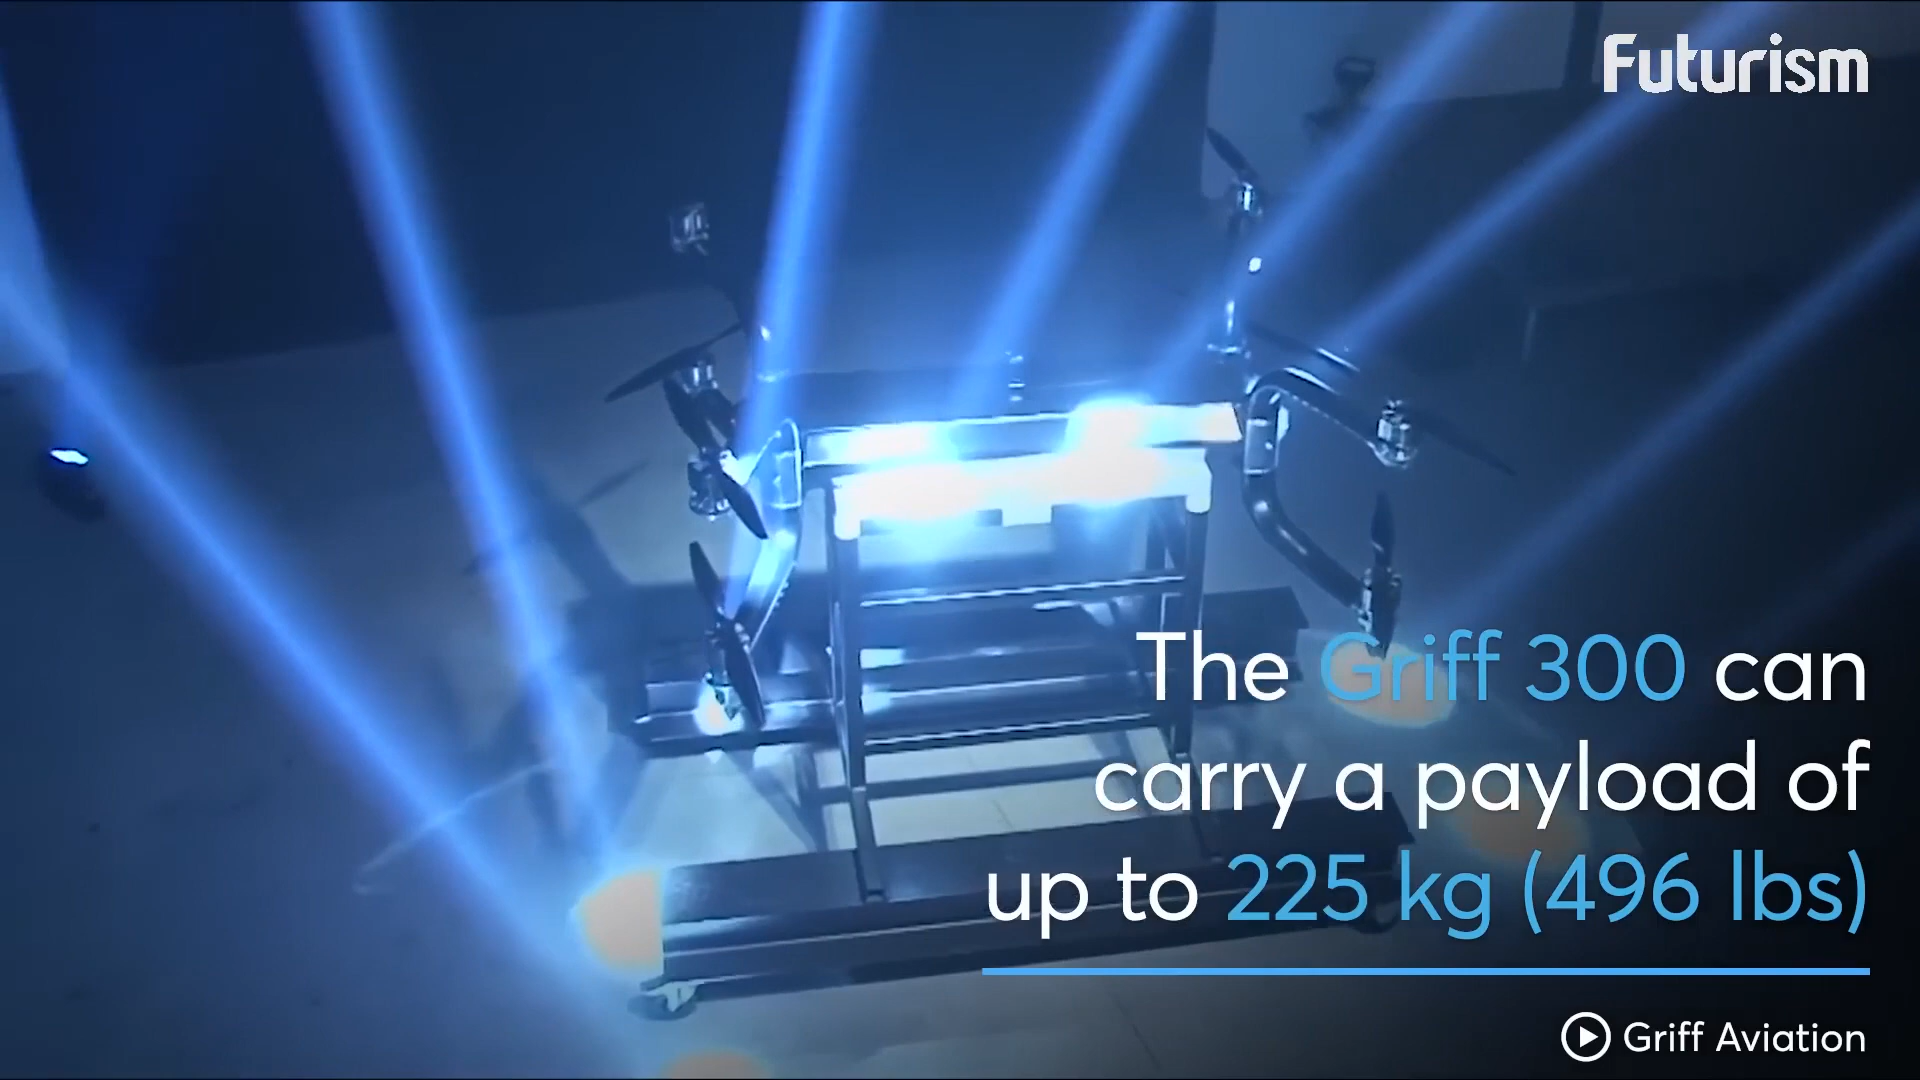 Futurism
The Griff 300 can
carry a payload of
up to 225 kg (496 lbs)
Griff Aviation